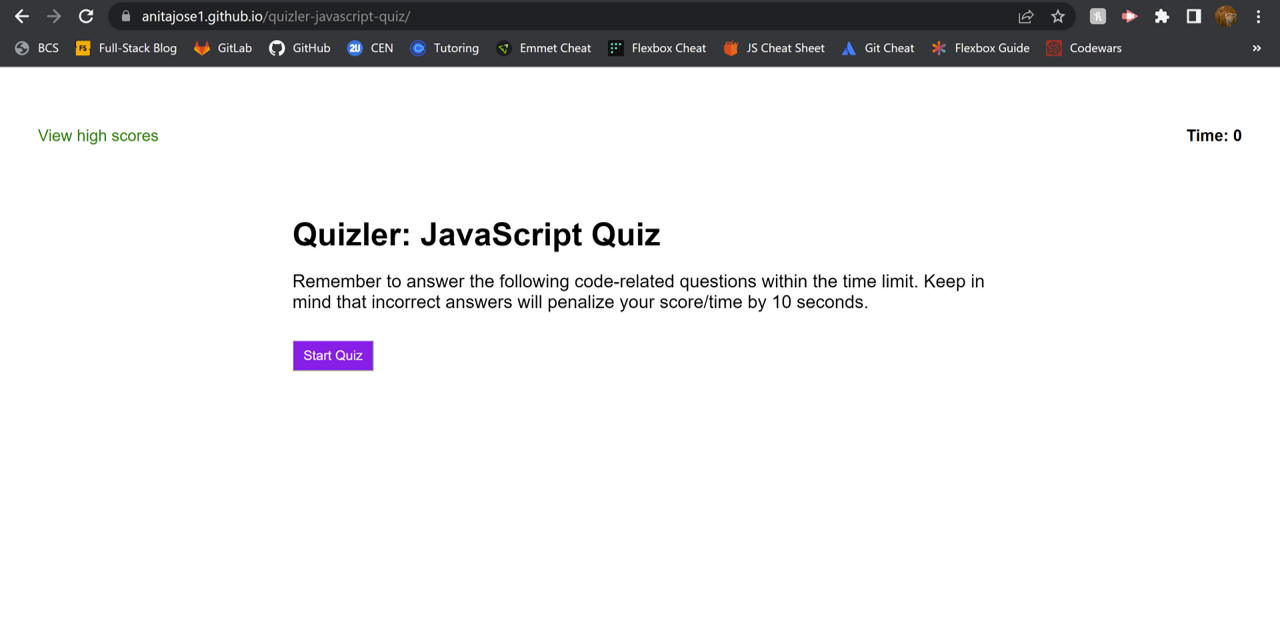 anitajose1.github.io/quizler-javascript-quiz/
BCS FS Full-Stack Blog GitLab GitHub 2U CEN Tutoring Emmet Cheat Flexbox Cheat JS Cheat Sheet Git Cheat Flexbox Guide Codewars »
View high scores Time: 0
Quizler: JavaScript Quiz
Remember to answer the following code-related questions within the time limit. Keep in
mind that incorrect answers will penalize your score/time by 10 seconds.
Start Quiz